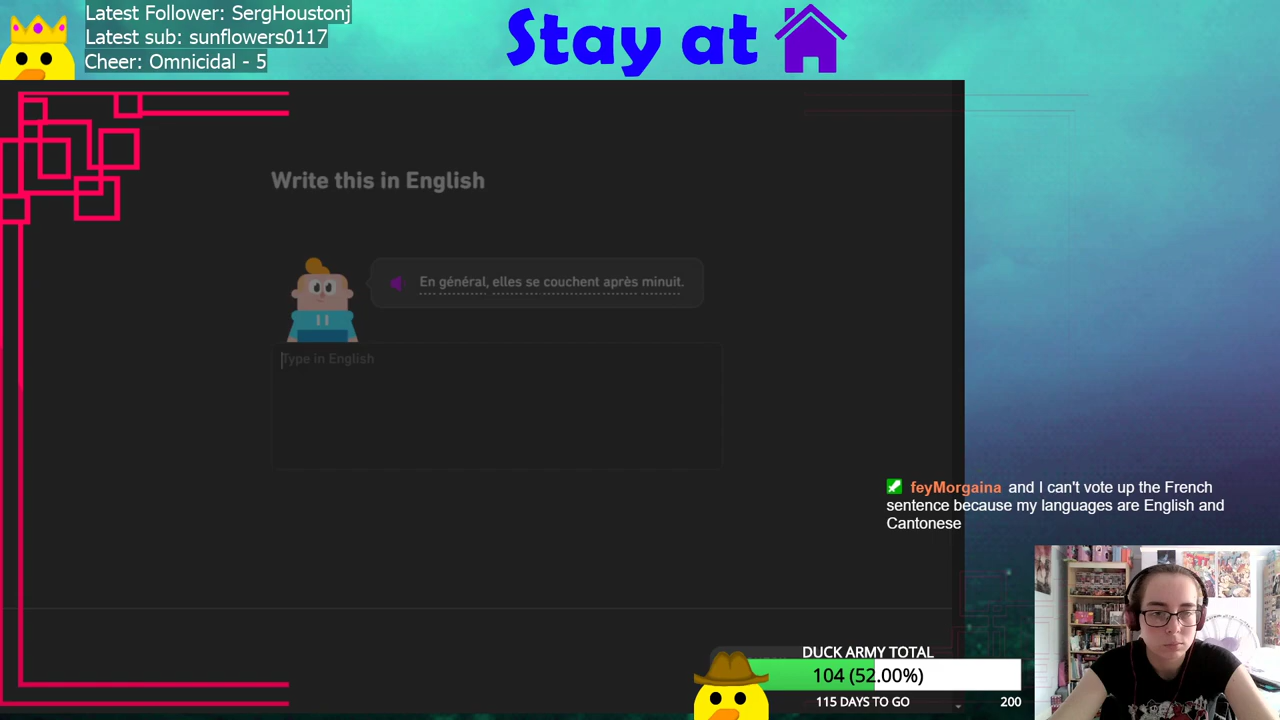 Latest Follower: SergHoustonj
Latest sub: sunflowers0117
Cheer: Omnicidal - 5
Stay at
Write this in English
En général, elles se couchent après minuit.
Type in English
feyMorgaina and I can't vote up the French
sentence because my languages are English and
Cantonese
DUCK ARMY TOTAL
104 (52.00%)
115 DAYS TO GO
200